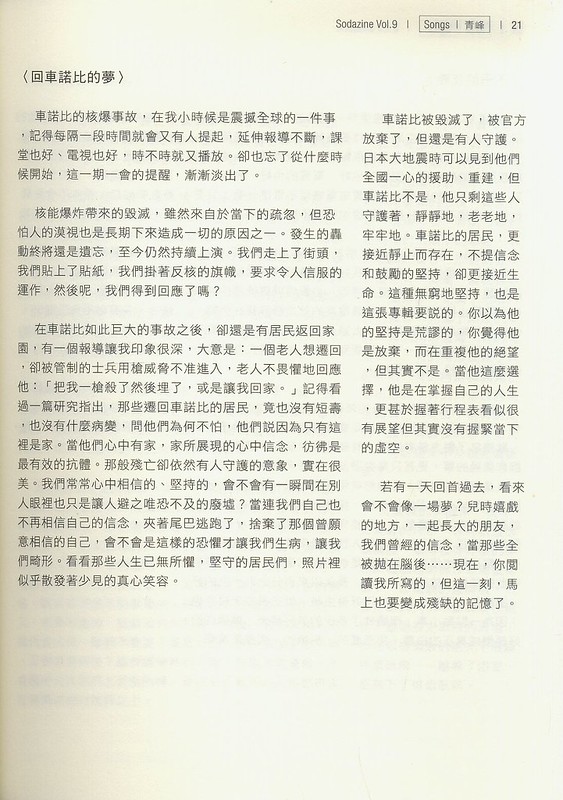 Sodazine Vol.9 | Songs | 青峰 | 21
〈回車諾比的夢〉
車諾比的核爆事故，在我小時候是震撼全球的一件事
，記得每隔一段時間就會又有人提起，延伸報導不斷，課
堂也好、電視也好，時不時就又播放。卻也忘了從什麼時
候開始，這一期一會的提醒，漸漸淡出了。
核能爆炸帶來的毀滅，雖然來自於當下的疏忽，但恐
怕人的漠視也是長期下來造成一切的原因之一。發生的轟
動終將還是遺忘，至今仍然持續上演。我們走上了街頭，
我們貼上了貼紙，我們掛著反核的旗幟，要求令人信服的
運作，然後呢，我們得到回應了嗎？
在車諾比如此巨大的事故之後，卻還是有居民返回家
園，有一個報導讓我印象很深，大意是：一個老人想遷回
，卻被管制的士兵用槍威脅不准進入，老人不畏懼地回應
他：「把我一槍殺了然後埋了，或是讓我回家。」記得看
過一篇研究指出，那些遷回車諾比的居民，竟也沒有短壽
，也沒有什麼病變，問他們為何不怕，他們說因為只有這
裡是家。當他們心中有家，家所展現的心中信念，彷彿是
最有效的抗體。那般殘亡卻依然有人守護的意象，實在很
美。我們常常心中相信的、堅持的，會不會有一瞬間在別
人眼裡也只是讓人避之唯恐不及的廢墟？當連我們自己也
不再相信自己的信念，夾著尾巴逃跑了，捨棄了那個曾願
意相信的自己，會不會是這樣的恐懼才讓我們生病，讓我
們畸形。看看那些人生已無所懼，堅守的居民們，照片裡
似乎散發著少見的真心笑容。
車諾比被毀滅了，被官方
放棄了，但還是有人守護。
日本大地震時可以見到他們
全國一心的援助、重建，但
車諾比不是，他只剩這些人
守護著，靜靜地，老老地，
牢牢地。車諾比的居民，更
接近靜止而存在，不提信念
和鼓勵的堅持，卻更接近生
命。這種無窮地堅持，也是
這張專輯要說的。你以為他
的堅持是荒謬的，你覺得他
是放棄，而在重複他的絕望
，但其實不是。當他這麼選
擇，他是在掌握自己的人生
，更甚於握著行程表看似很
有展望但其實沒有握緊當下
的虛空。
若有一天回首過去，看來
會不會像一場夢？兒時嬉戲
的地方，一起長大的朋友，
我們曾經的信念，當那些全
被拋在腦後……現在，你閱
讀我所寫的，但這一刻，馬
上也要變成殘缺的記憶了。